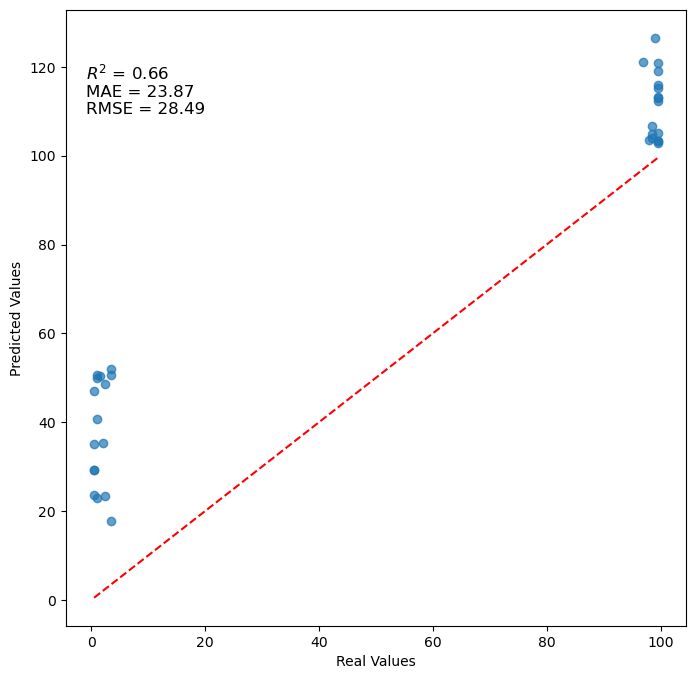 R² = 0.66
MAE = 23.87
RMSE = 28.49
120
100
80
60
40
20
0
Predicted Values
0 20 40 60 80 100
Real Values